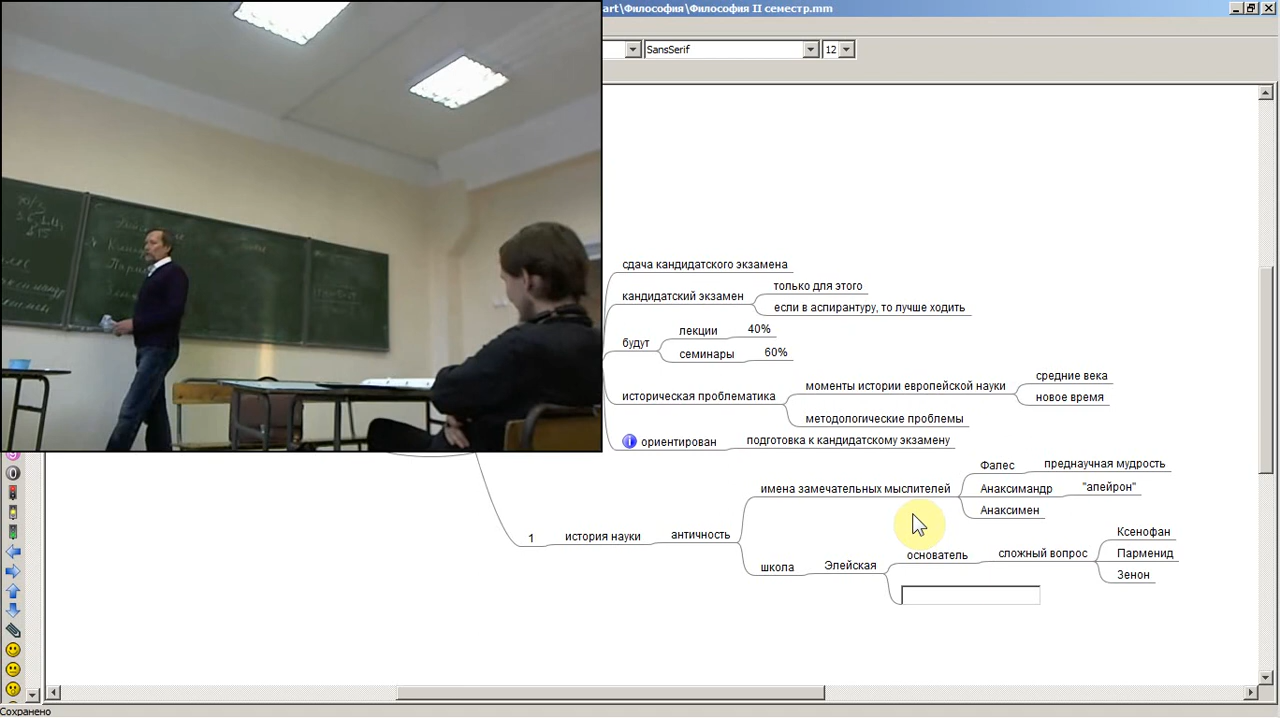 art\Философия\Философия II семестр.mm
SansSerif
12
сдача кандидатского экзамена
кандидатский экзамен
только для этого
если в аспирантуру, то лучше ходить
будут
лекции
40%
семинары
60%
историческая проблематика
моменты истории европейской науки
средние века
новое время
методологические проблемы
ориентирован
подготовка к кандидатскому экзамену
1
история науки
античность
имена замечательных мыслителей
Фалес
преднаучная мудрость
Анаксимандр
"апейрон"
Анаксимен
школа
Элейская
основатель
сложный вопрос
Ксенофан
Парменид
Зенон
Сохранено